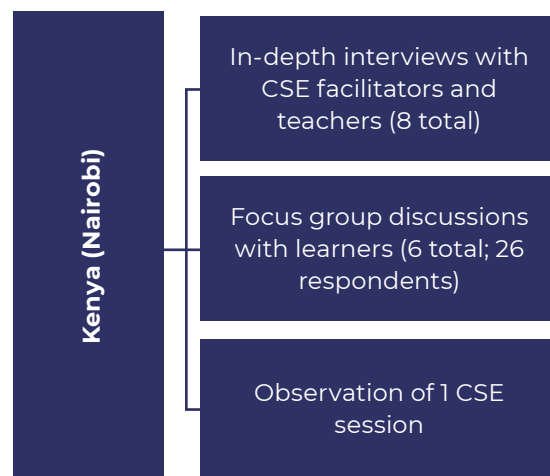 Kenya (Nairobi)
In-depth interviews with
CSE facilitators and
teachers (8 total)
Focus group discussions
with learners (6 total; 26
respondents)
Observation of 1 CSE
session